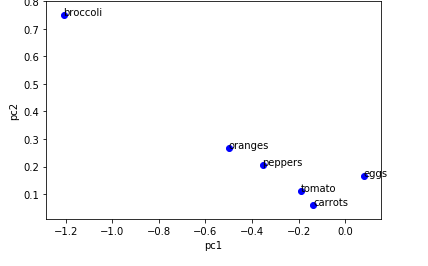 0.8
broccoli
0.7
0.6
0.5
pc2
0.4
0.3
oranges
peppers
0.2
eggs
tomato
0.1
carrots
−1.2 −1.0 −0.8 −0.6 −0.4 −0.2 0.0
pc1